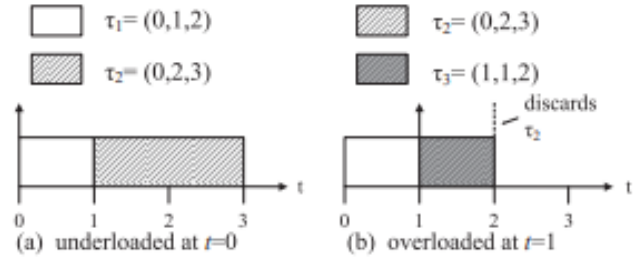 τ₁= (0,1,2)
τ₂= (0,2,3)
t
0 1 2 3
(a) underloaded at t=0
τ₂= (0,2,3)
τ₃= (1,1,2)
discards
τ₂
t
0 1 2 3
(b) overloaded at t=1